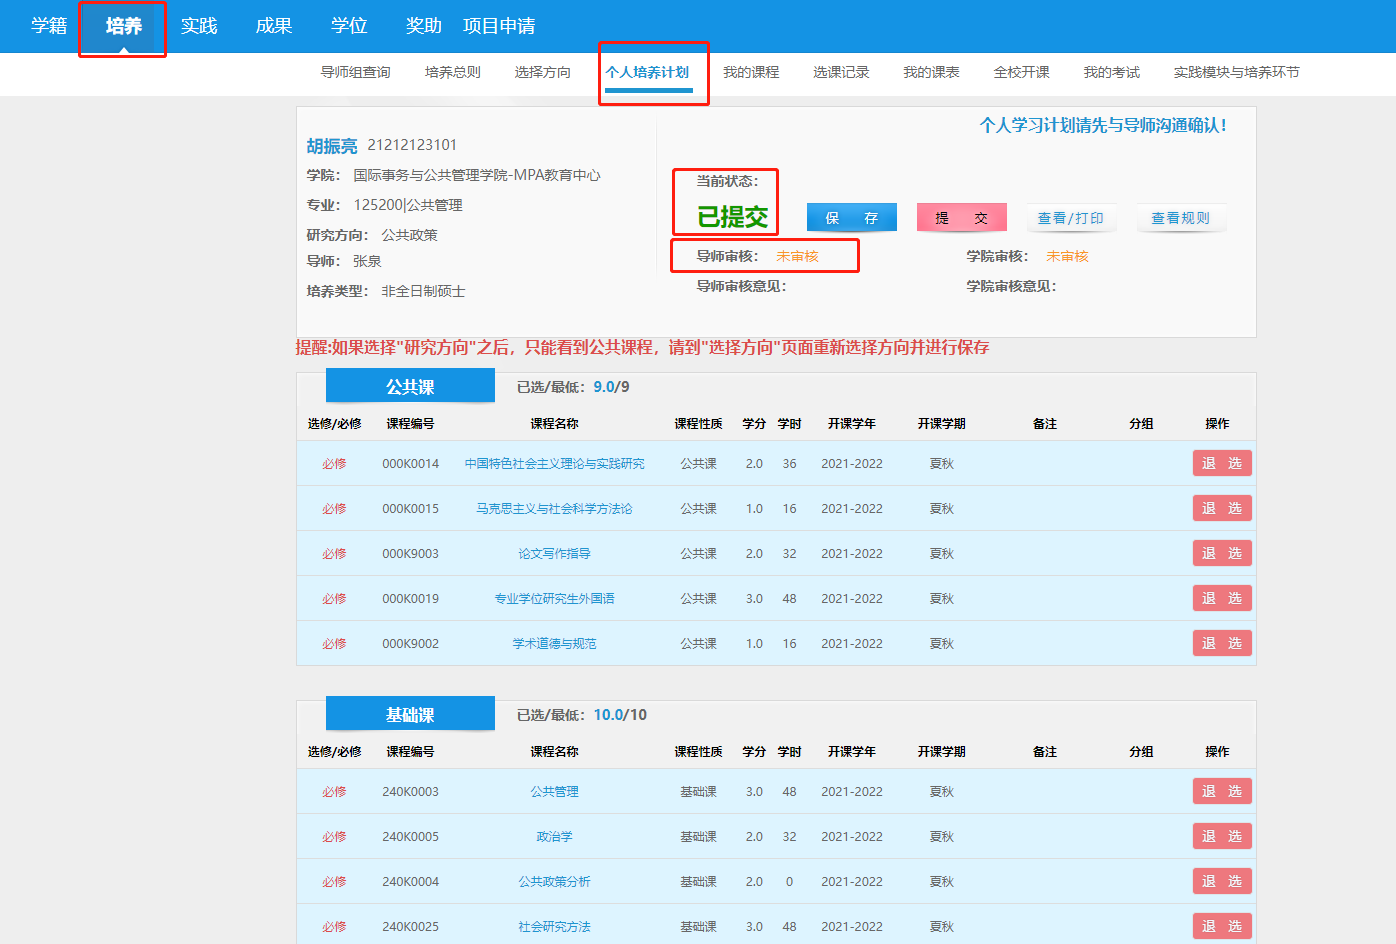 学籍 培养 实践 成果 学位 奖助 项目申请
导师组查询 培养总则 选择方向 个人培养计划 我的课程 选课记录 我的课表 全校开课 我的考试 实践模块与培养环节
个人学习计划请先与导师沟通确认!
胡振亮 21212123101
学院： 国际事务与公共管理学院-MPA教育中心
当前状态：
专业： 125200|公共管理
已提交 保 存 提 交 查看/打印 查看规则
研究方向： 公共政策
导师审核： 未审核 学院审核： 未审核
导师： 张泉
导师审核意见： 学院审核意见：
培养类型： 非全日制硕士
提醒:如果选择"研究方向"之后，只能看到公共课程，请到"选择方向"页面重新选择方向并进行保存
公共课 已选/最低：9.0/9
选修/必修 课程编号 课程名称 课程性质 学分 学时 开课学年 开课学期 备注 分组 操作
必修 000K0014 中国特色社会主义理论与实践研究 公共课 2.0 36 2021-2022 夏秋 退 选
必修 000K0015 马克思主义与社会科学方法论 公共课 1.0 16 2021-2022 夏秋 退 选
必修 000K9003 论文写作指导 公共课 2.0 32 2021-2022 夏秋 退 选
必修 000K0019 专业学位研究生外国语 公共课 3.0 48 2021-2022 夏秋 退 选
必修 000K9002 学术道德与规范 公共课 1.0 16 2021-2022 夏秋 退 选
基础课 已选/最低：10.0/10
选修/必修 课程编号 课程名称 课程性质 学分 学时 开课学年 开课学期 备注 分组 操作
必修 240K0003 公共管理 基础课 3.0 48 2021-2022 夏秋 退 选
必修 240K0005 政治学 基础课 2.0 32 2021-2022 夏秋 退 选
必修 240K0004 公共政策分析 基础课 2.0 0 2021-2022 夏秋 退 选
必修 240K0025 社会研究方法 基础课 3.0 48 2021-2022 夏秋 退 选